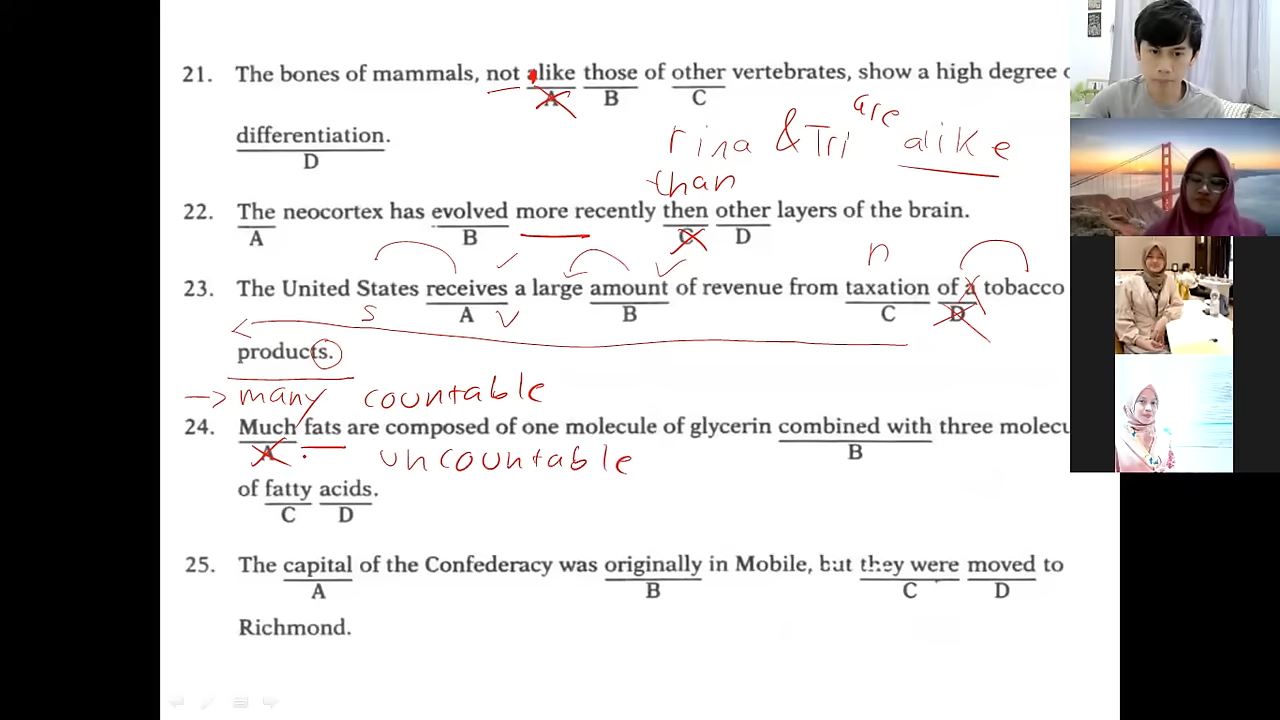 21. The bones of mammals, not alike those of other vertebrates, show a high degree
A B C
are
differentiation.
D
rina & Tri alike
than
22. The neocortex has evolved more recently then other layers of the brain.
A B C D
n
23. The United States receives a large amount of revenue from taxation of a tobacco
s A v B C D
products.
→ many countable
24. Much fats are composed of one molecule of glycerin combined with three
A uncountable B
of fatty acids.
C D
25. The capital of the Confederacy was originally in Mobile, but they were moved to
A B C D
Richmond.